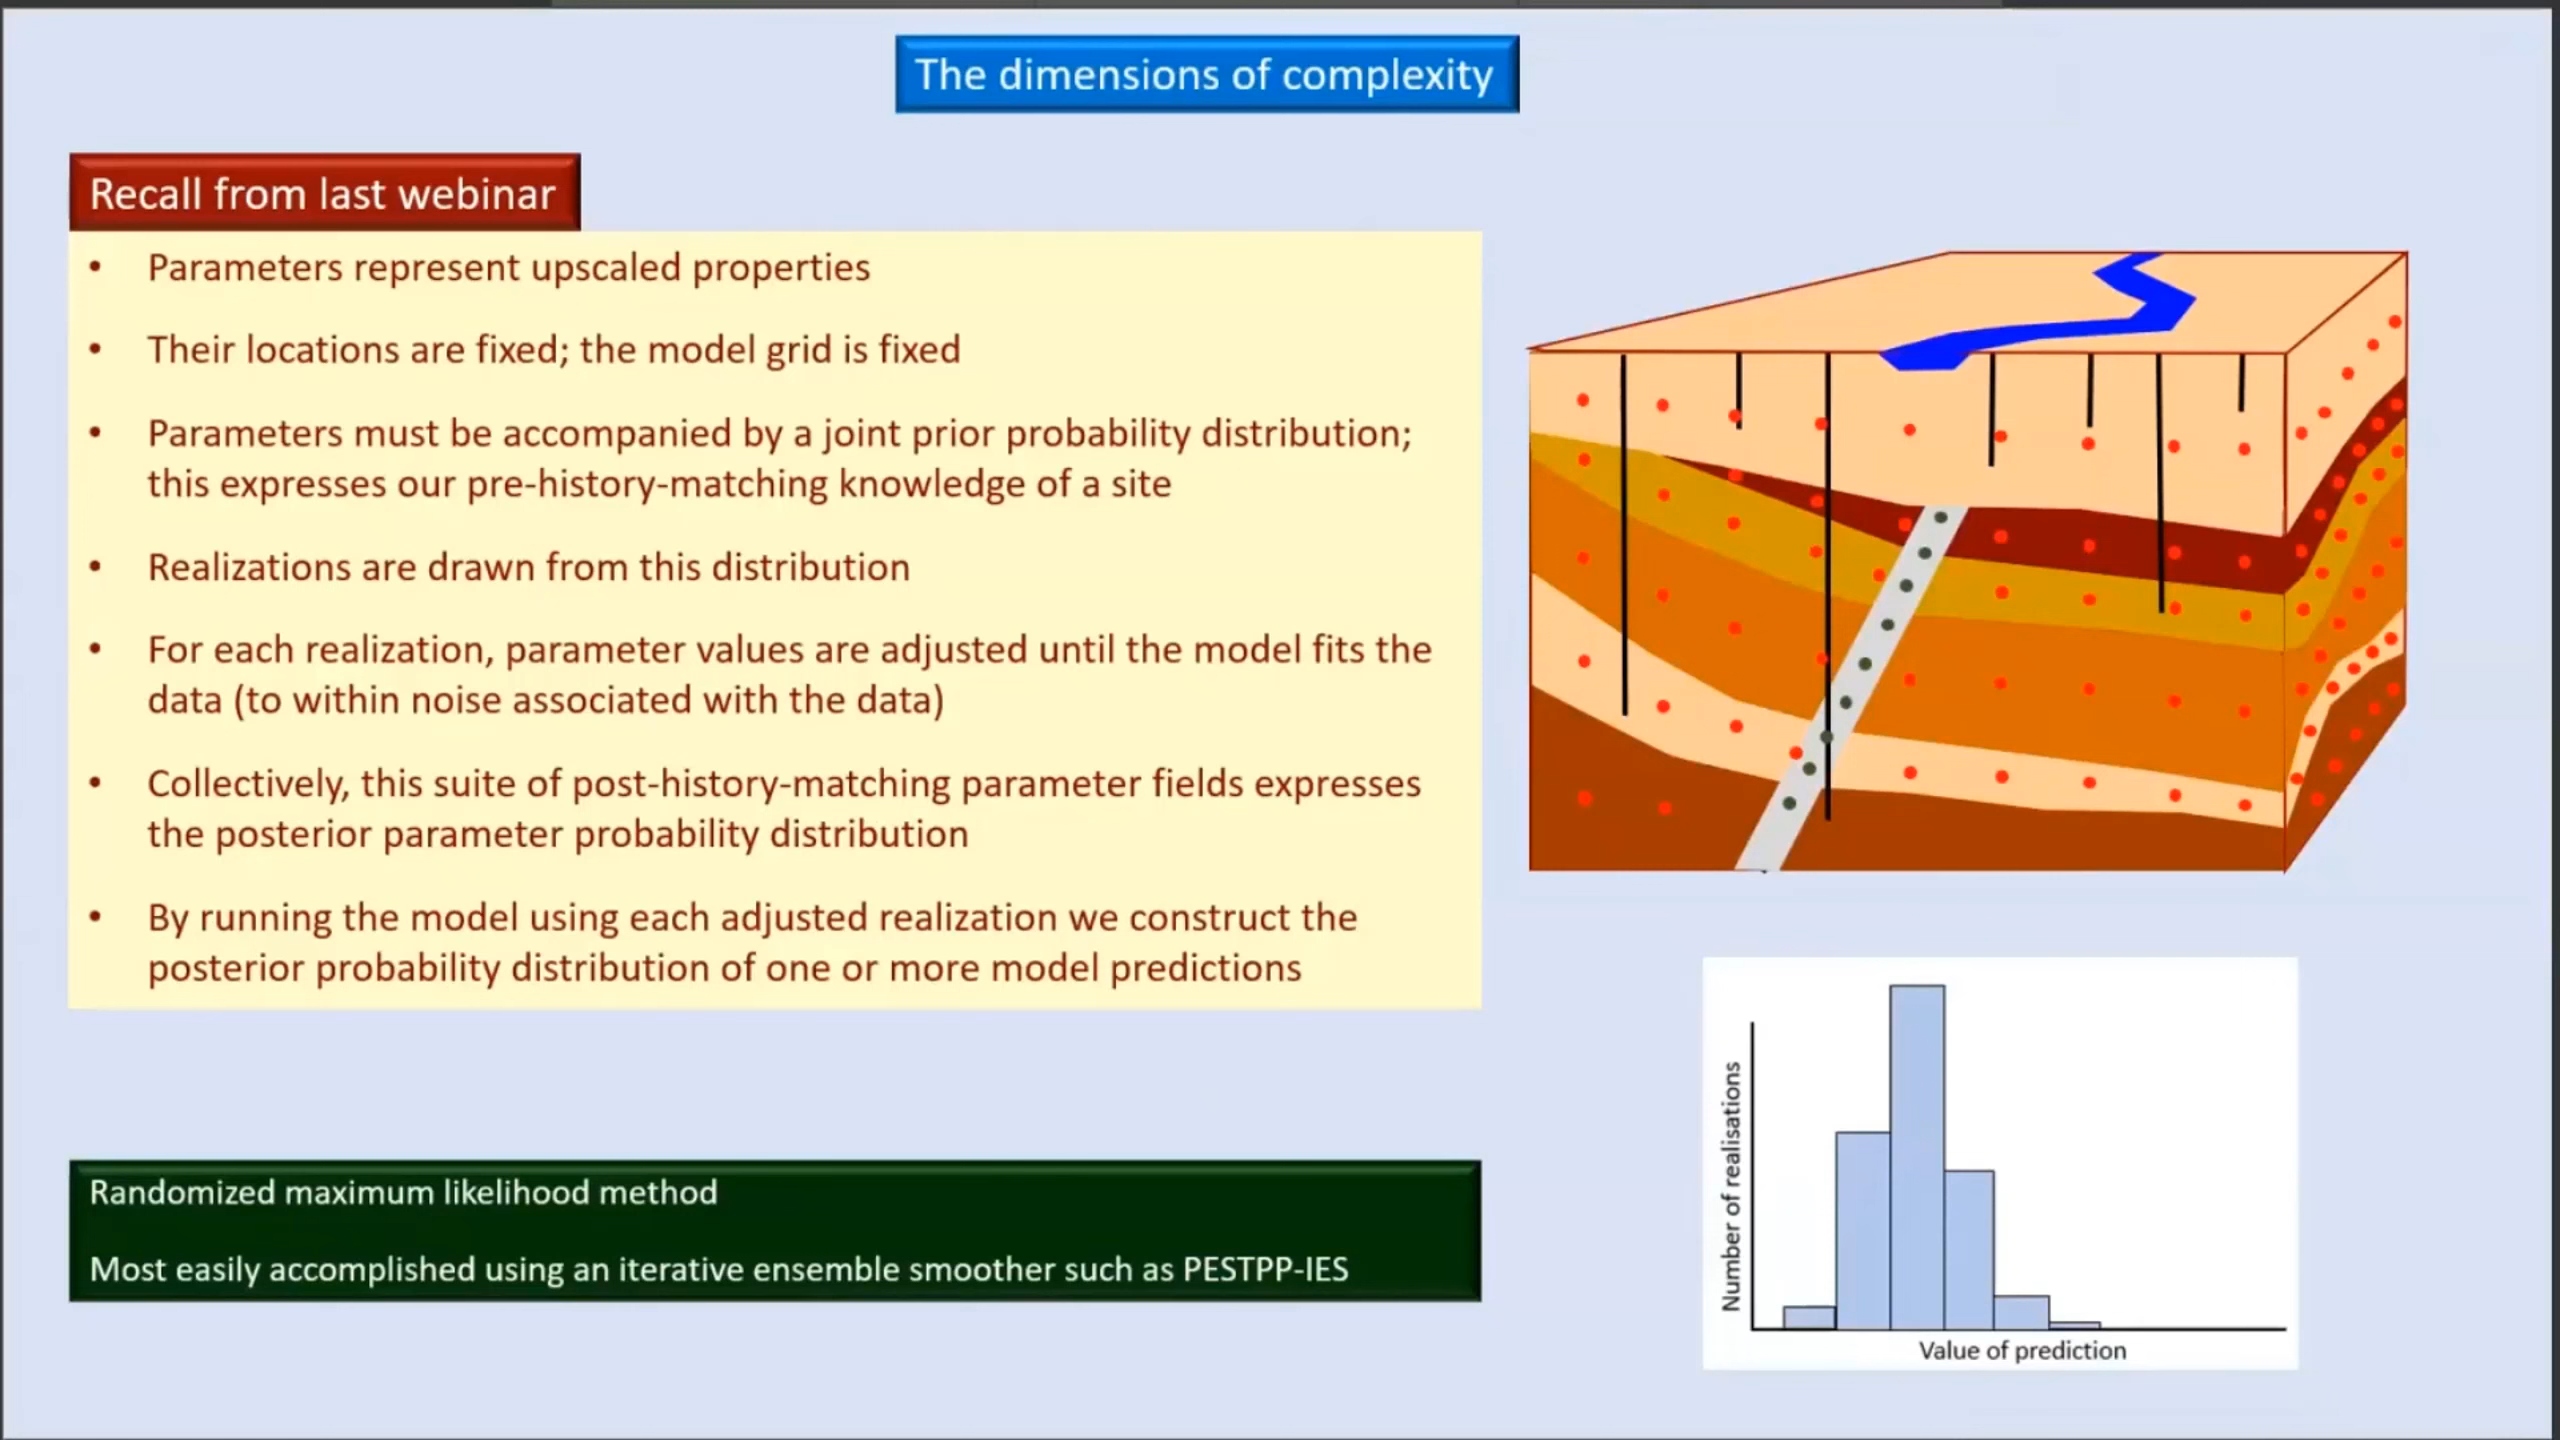 The dimensions of complexity
Recall from last webinar
• Parameters represent upscaled properties
• Their locations are fixed; the model grid is fixed
• Parameters must be accompanied by a joint prior probability distribution;
this expresses our pre-history-matching knowledge of a site
• Realizations are drawn from this distribution
• For each realization, parameter values are adjusted until the model fits the
data (to within noise associated with the data)
• Collectively, this suite of post-history-matching parameter fields expresses
the posterior parameter probability distribution
• By running the model using each adjusted realization we construct the
posterior probability distribution of one or more model predictions
Randomized maximum likelihood method
Most easily accomplished using an iterative ensemble smoother such as PESTPP-IES
Number of realisations
Value of prediction